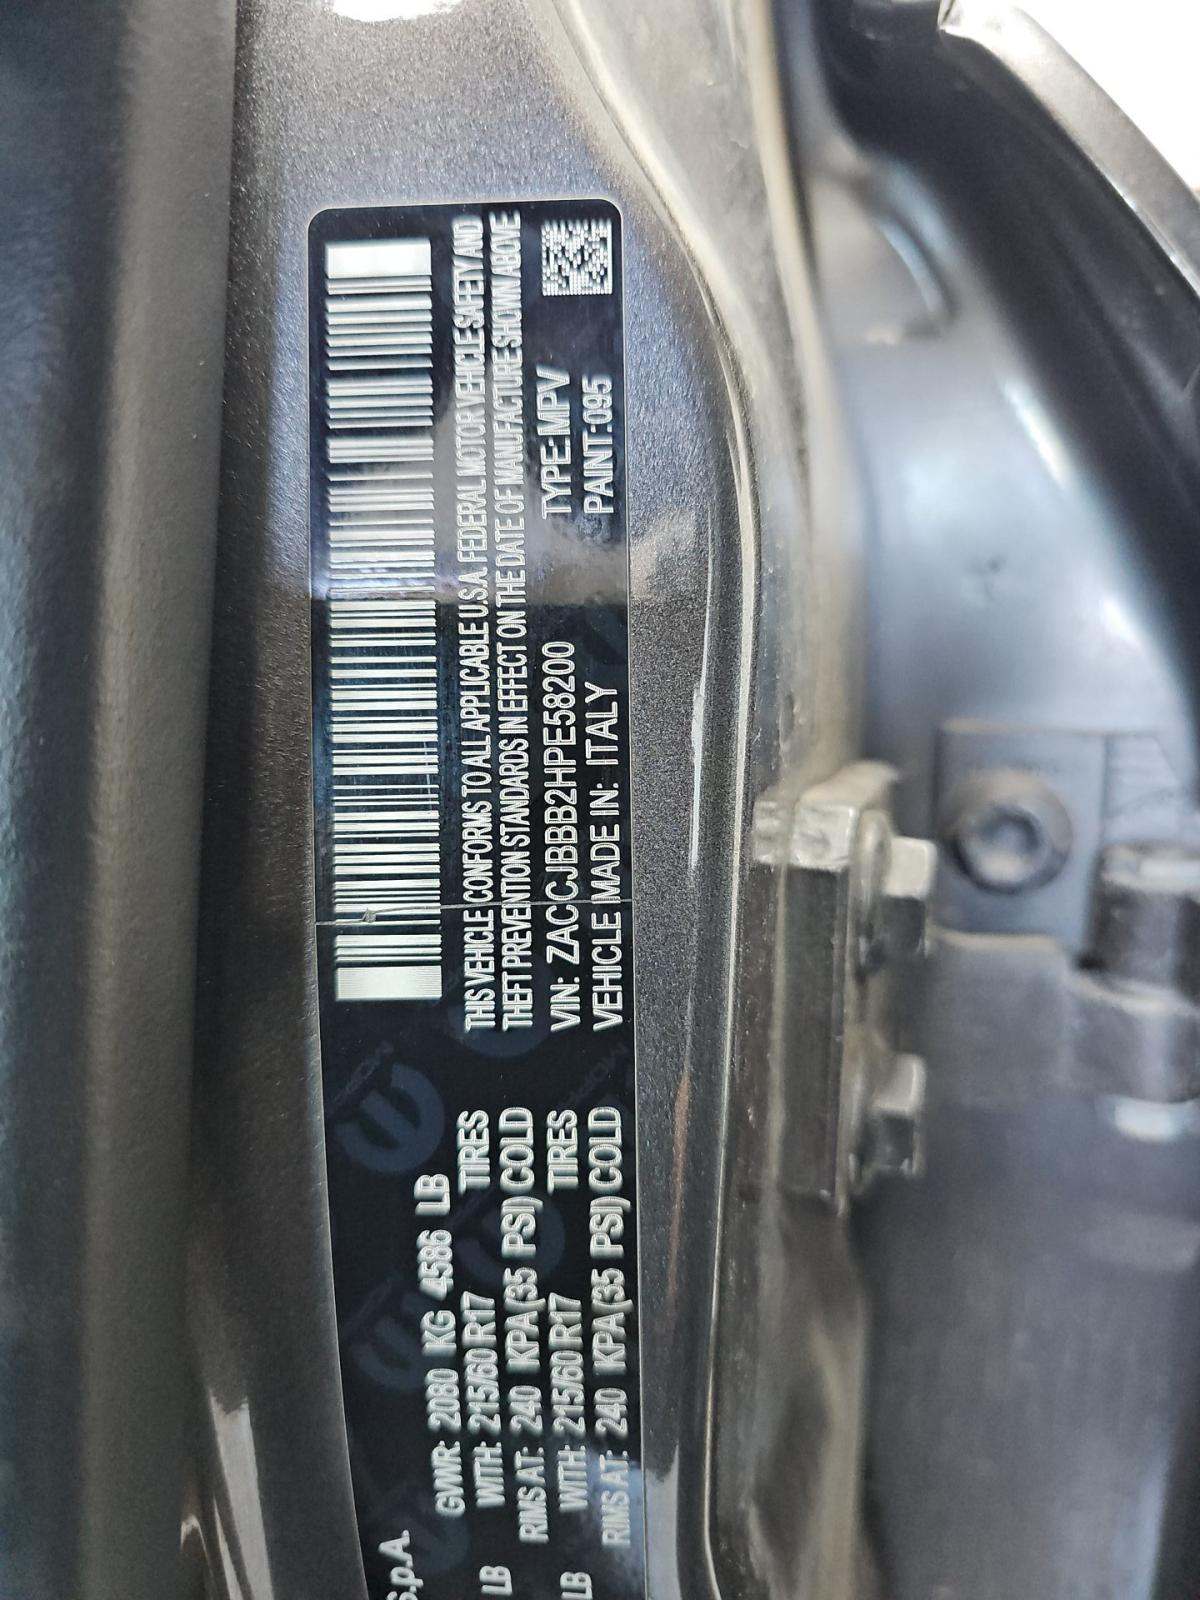 S.p.A.
GVWR: 2080 KG 4586 LB
LB WITH: 215/60 R17 TIRES
RIMS AT: 240 KPA(35 PSI) COLD
LB WITH: 215/60 R17 TIRES
RIMS AT: 240 KPA(35 PSI) COLD
THIS VEHICLE CONFORMS TO ALL APPLICABLE U.S.A. FEDERAL MOTOR VEHICLE SAFETY AND
THEFT PREVENTION STANDARDS IN EFFECT ON THE DATE OF MANUFACTURE SHOWN ABOVE
VIN: ZACCJBBB2HPE58200 TYPE: MPV
VEHICLE MADE IN: ITALY PAINT: 095